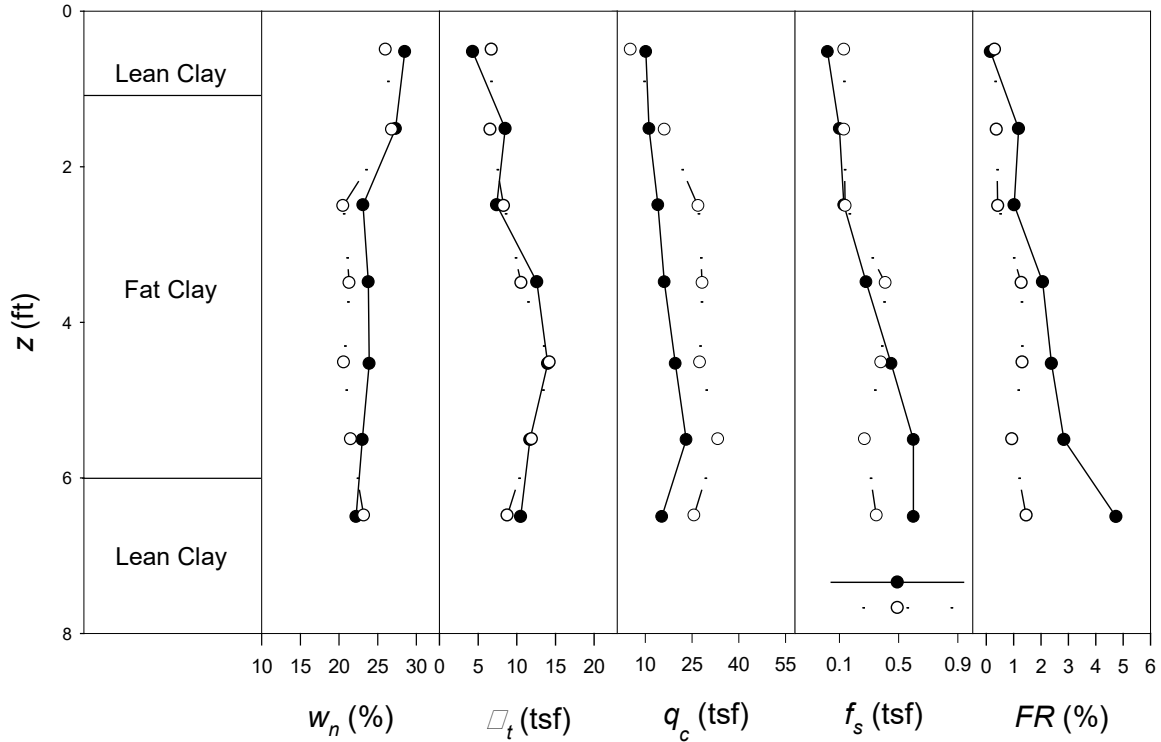 0
Lean Clay
2
Fat Clay
z (ft)
4
6
Lean Clay
8
10 15 20 25 30 0 5 10 15 20 10 25 40 55 0.1 0.5 0.9 0 1 2 3 4 5 6
wn (%) □t (tsf) qc (tsf) fs (tsf) FR (%)